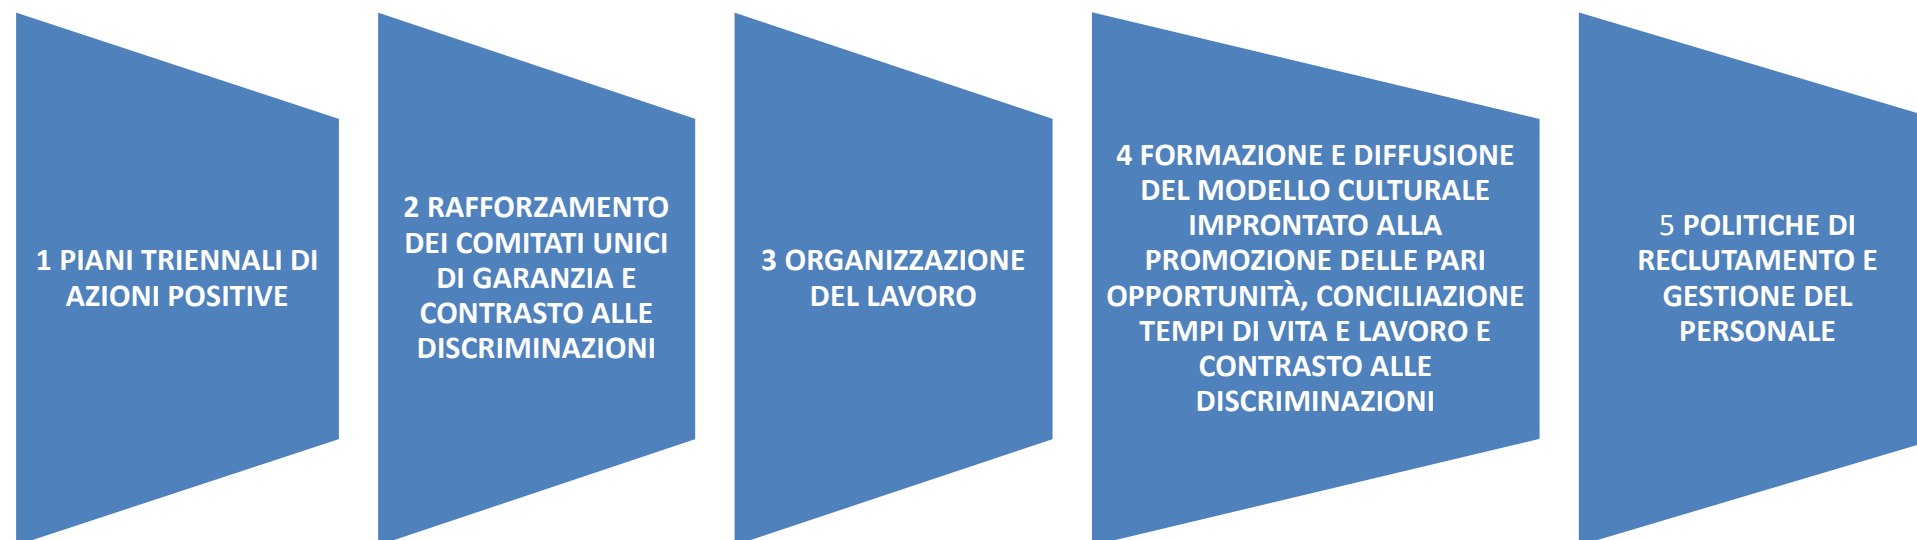 1 PIANI TRIENNALI DI
AZIONI POSITIVE
2 RAFFORZAMENTO
DEI COMITATI UNICI
DI GARANZIA E
CONTRASTO ALLE
DISCRIMINAZIONI
3 ORGANIZZAZIONE
DEL LAVORO
4 FORMAZIONE E DIFFUSIONE
DEL MODELLO CULTURALE
IMPRONTATO ALLA
PROMOZIONE DELLE PARI
OPPORTUNITÀ, CONCILIAZIONE
TEMPI DI VITA E LAVORO E
CONTRASTO ALLE
DISCRIMINAZIONI
5 POLITICHE DI
RECLUTAMENTO E
GESTIONE DEL
PERSONALE